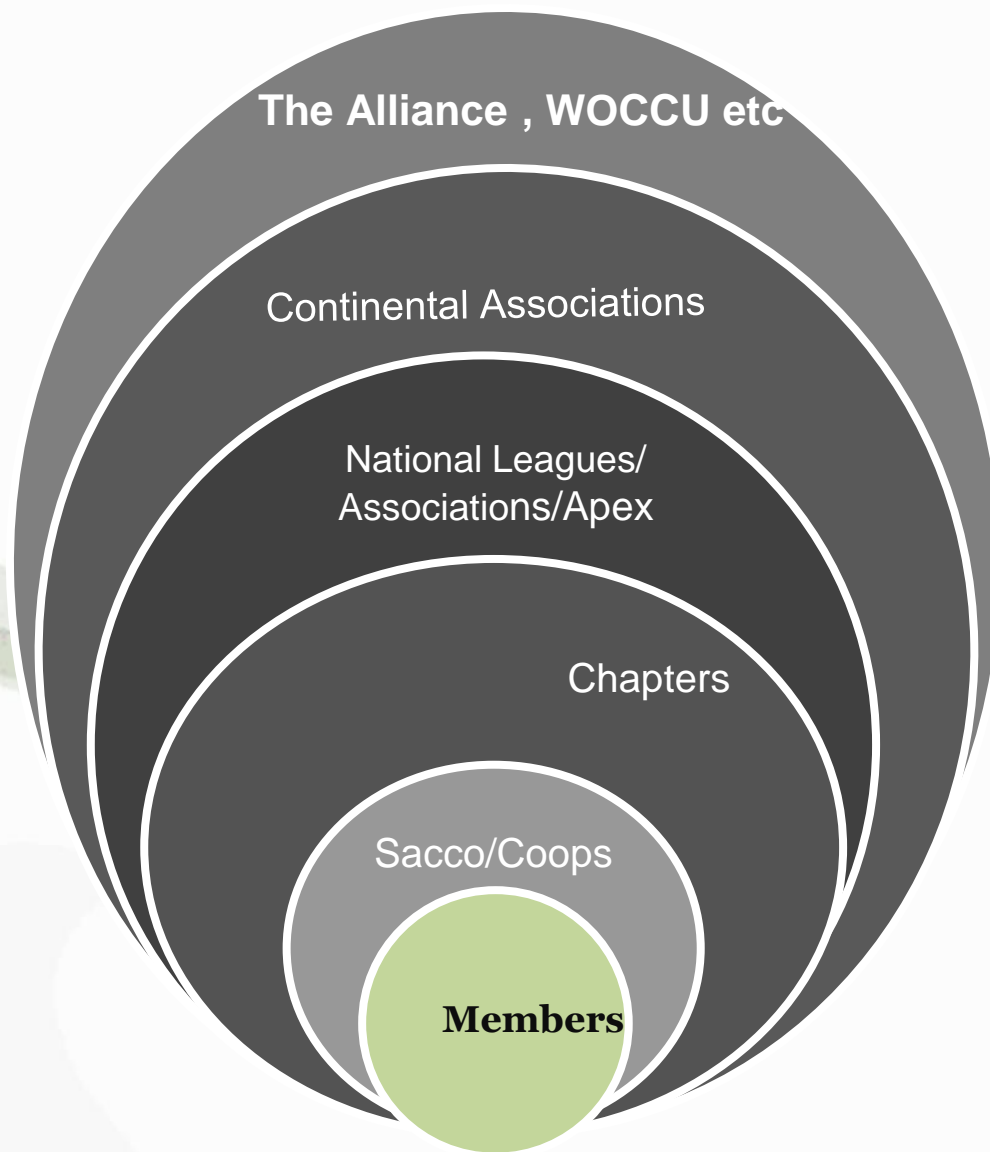 The Alliance , WOCCU etc
Continental Associations
National Leagues/
Associations/Apex
Chapters
Sacco/Coops
Members